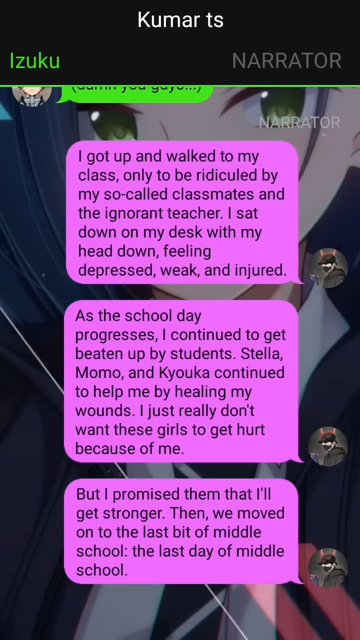 Kumar ts
Izuku
NARRATOR
(damn you guys...)
NARRATOR
I got up and walked to my
class, only to be ridiculed by
my so-called classmates and
the ignorant teacher. I sat
down on my desk with my
head down, feeling
depressed, weak, and injured.
As the school day
progresses, I continued to get
beaten up by students. Stella,
Momo, and Kyouka continued
to help me by healing my
wounds. I just really don't
want these girls to get hurt
because of me.
But I promised them that I'll
get stronger. Then, we moved
on to the last bit of middle
school: the last day of middle
school.